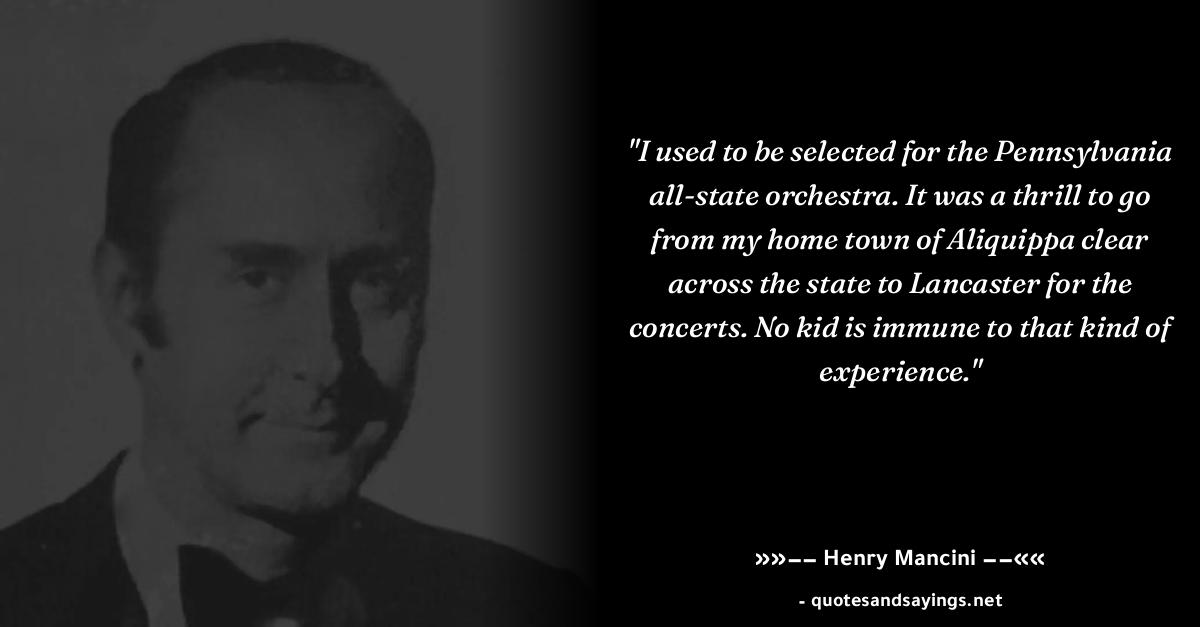 "I used to be selected for the Pennsylvania
all-state orchestra. It was a thrill to go
from my home town of Aliquippa clear
across the state to Lancaster for the
concerts. No kid is immune to that kind of
experience."
»»−− Henry Mancini −−««
- quotesandsayings.net